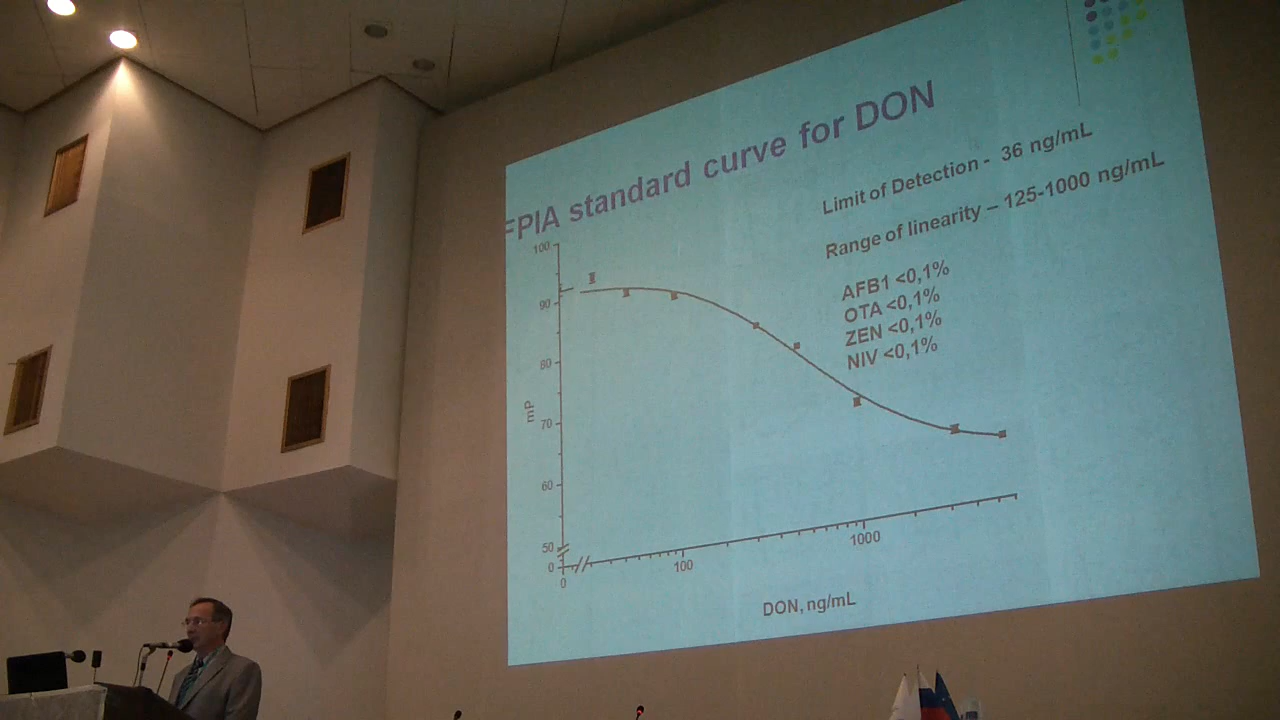 FPIA standard curve for DON
Limit of Detection - 36 ng/mL
Range of linearity – 125-1000 ng/mL
AFB1 <0,1%
OTA <0,1%
ZEN <0,1%
NIV <0,1%
100
90
80
mP
70
60
50
0
0
100
1000
DON, ng/mL